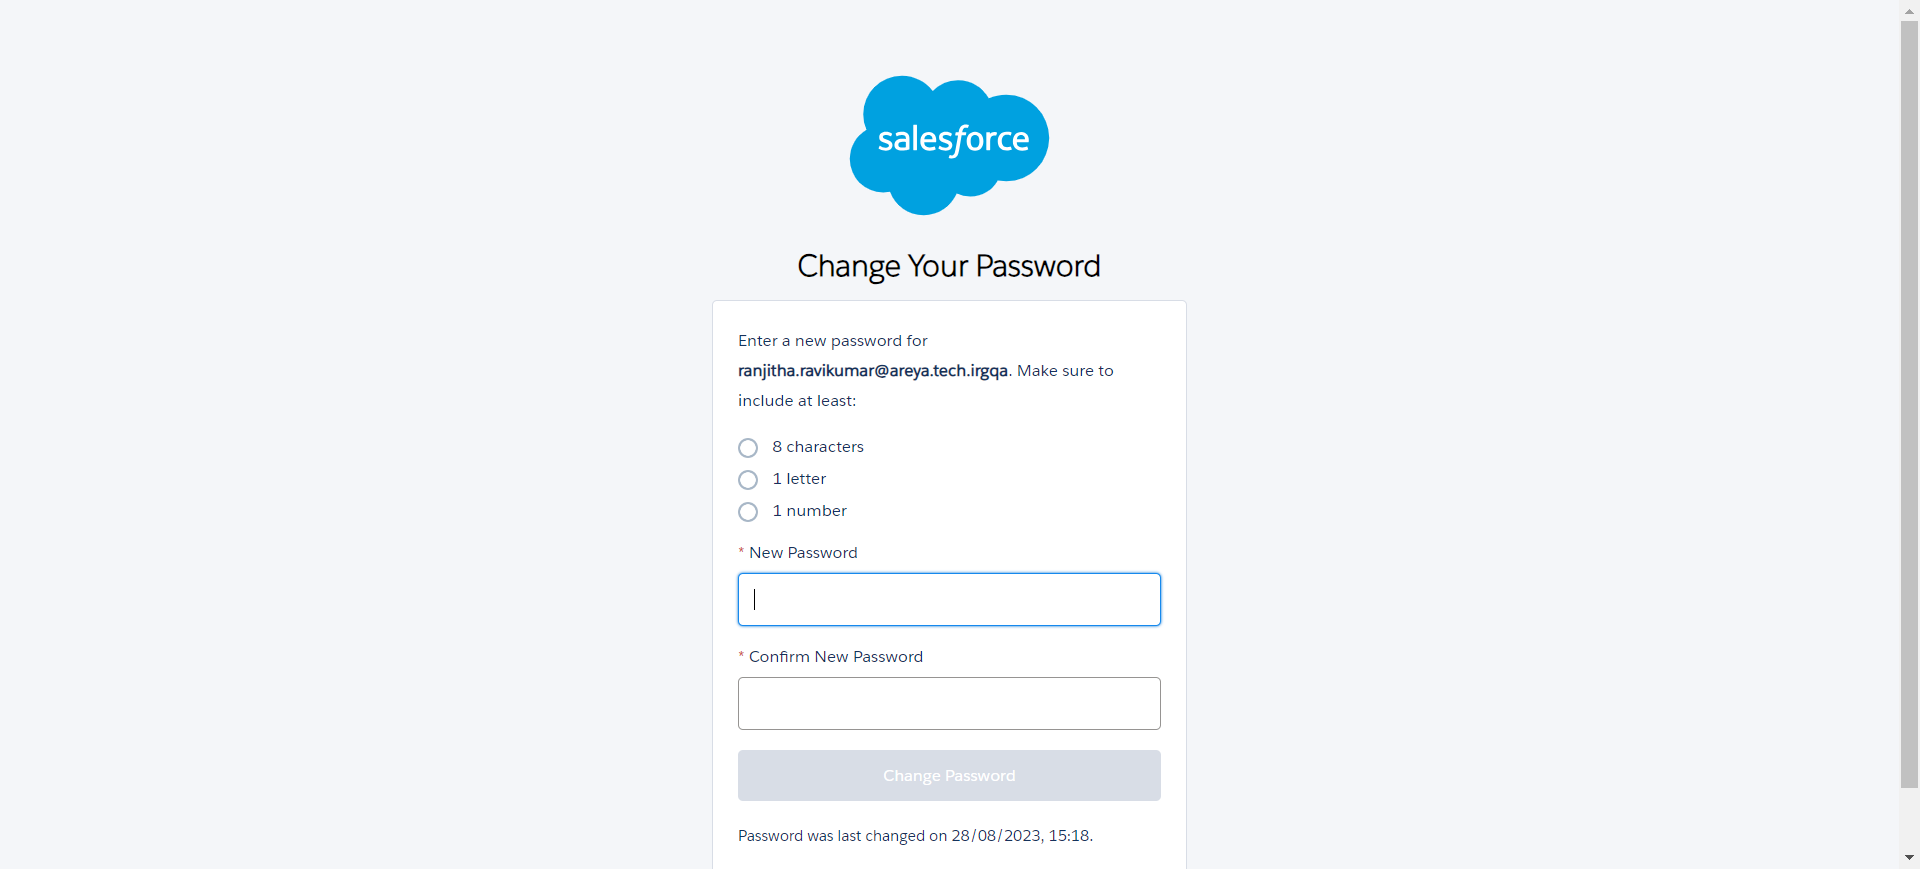 salesforce
Change Your Password
Enter a new password for
ranjitha.ravikumar@areya.tech.irgqa. Make sure to
include at least:
8 characters
1 letter
1 number
* New Password
* Confirm New Password
Change Password
Password was last changed on 28/08/2023, 15:18.